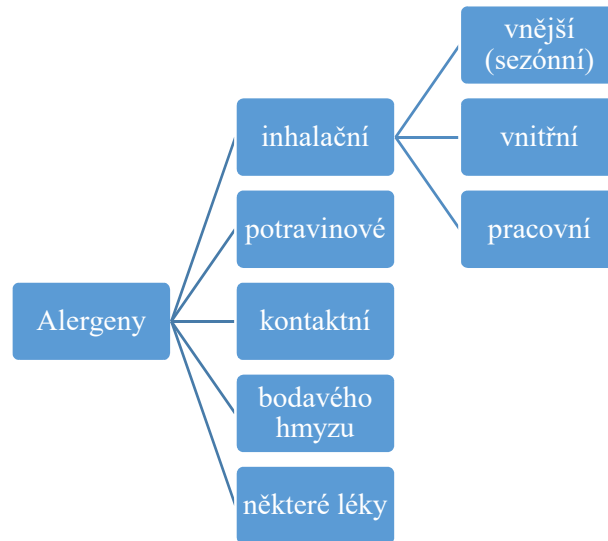 Alergeny
inhalační
vnější
(sezónní)
vnitřní
pracovní
potravinové
kontaktní
bodavého
hmyzu
některé léky